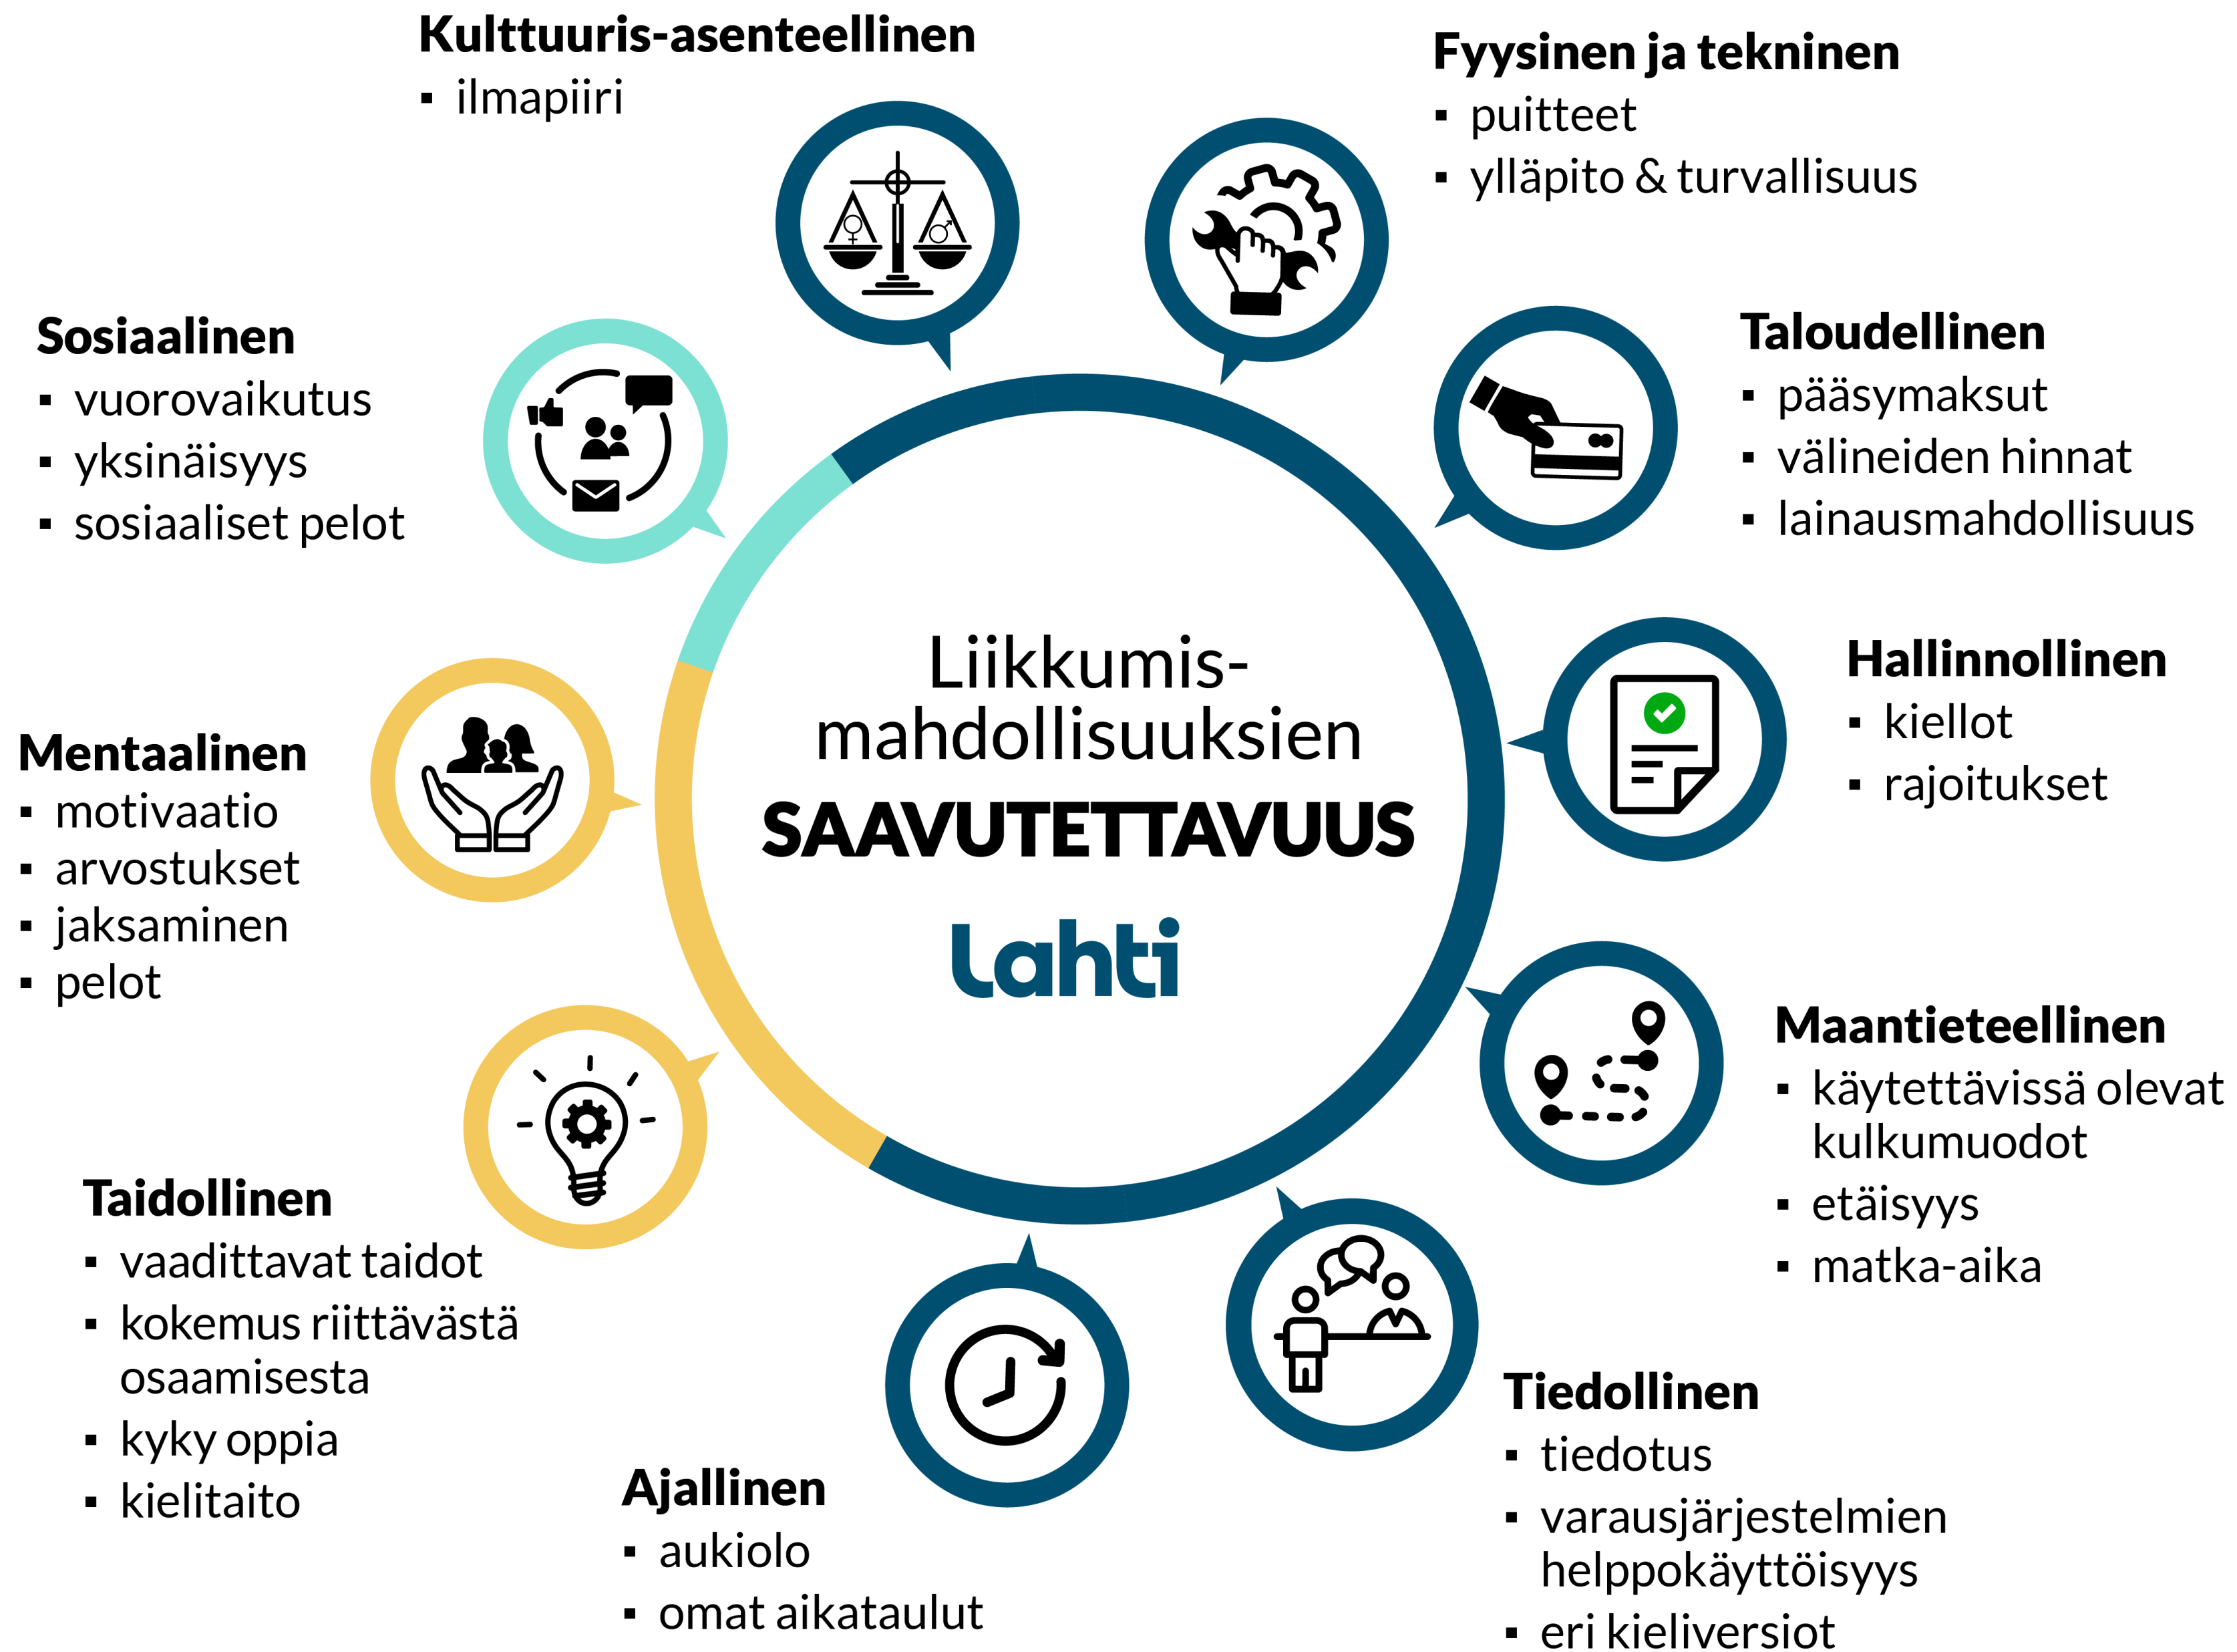 Kulttuuris-asenteellinen
▪ ilmapiiri
Fyysinen ja tekninen
▪ puitteet
▪ ylläpito & turvallisuus
Taloudellinen
▪ pääsymaksut
▪ välineiden hinnat
▪ lainausmahdollisuus
Hallinnollinen
▪ kiellot
▪ rajoitukset
Maantieteellinen
▪ käytettävissä olevat
kulkumuodot
▪ etäisyys
▪ matka-aika
Tiedollinen
▪ tiedotus
▪ varausjärjestelmien
helppokäyttöisyys
▪ eri kieliversiot
Ajallinen
▪ aukiolo
▪ omat aikataulut
Taidollinen
▪ vaadittavat taidot
▪ kokemus riittävästä
osaamisesta
▪ kyky oppia
▪ kielitaito
Mentaalinen
▪ motivaatio
▪ arvostukset
▪ jaksaminen
▪ pelot
Sosiaalinen
▪ vuorovaikutus
▪ yksinäisyys
▪ sosiaaliset pelot
Liikkumis-
mahdollisuuksien
SAAVUTETTAVUUS
Lahti